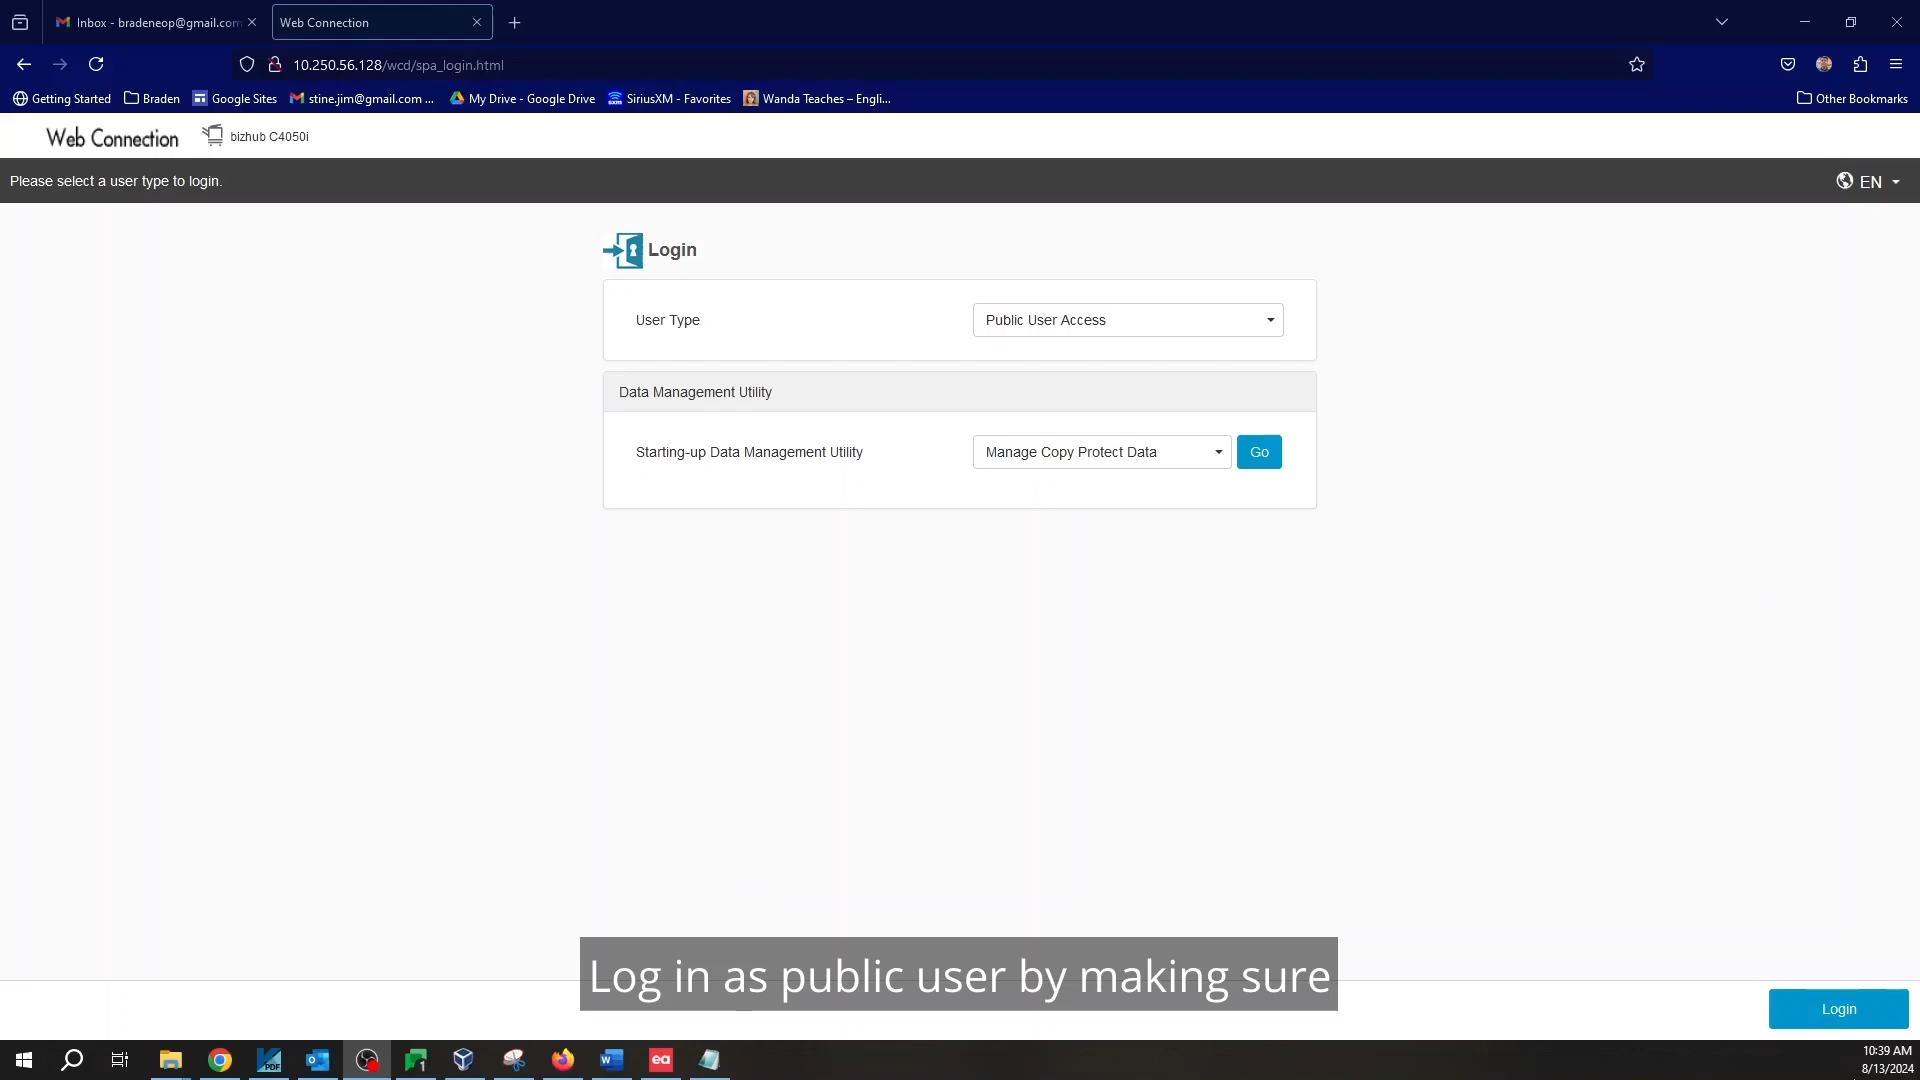 Inbox - bradeneop@gmail.com
Web Connection
10.250.56.128/wcd/spa_login.html
Getting Started
Braden
Google Sites
stine.jim@gmail.com ...
My Drive - Google Drive
SiriusXM - Favorites
Wanda Teaches – Engli...
Other Bookmarks
Web Connection
bizhub C4050i
Please select a user type to login.
EN
Login
User Type
Public User Access
Data Management Utility
Starting-up Data Management Utility
Manage Copy Protect Data
Go
Log in as public user by making sure
Login
PDF
1
ea
10:39 AM
8/13/2024